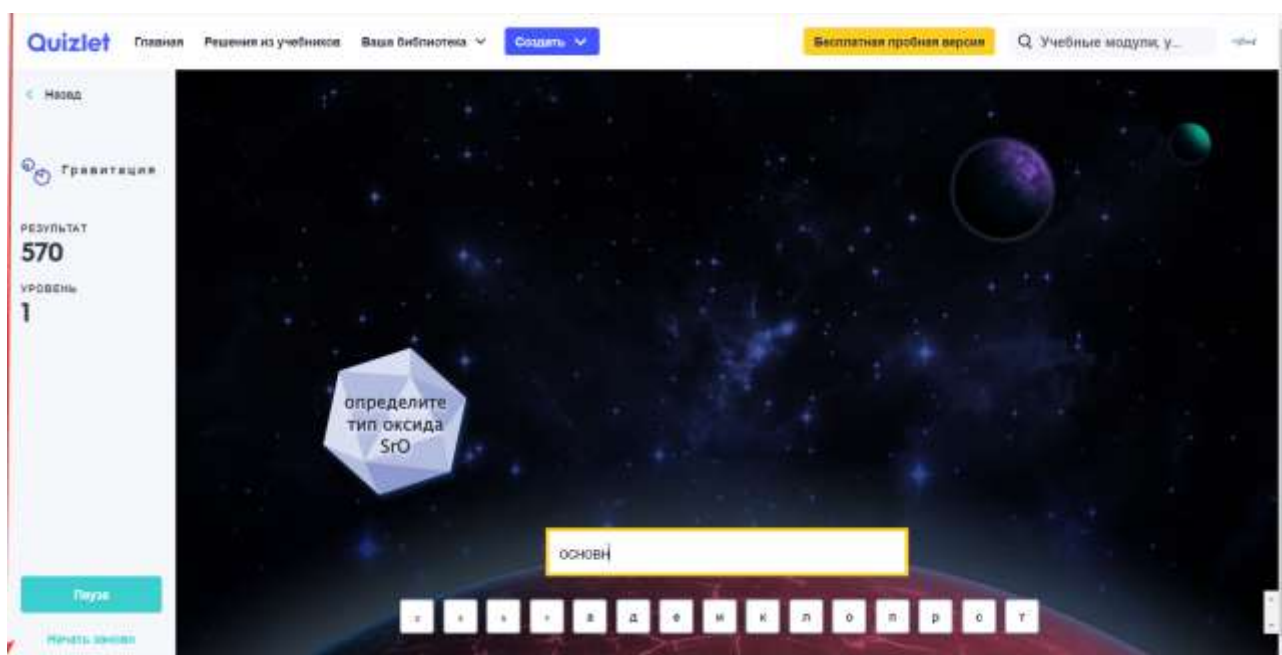 Quizlet
Главная
Решения из учебников
Ваша библиотека
Создать
Бесплатная пробная версия
Учебные модули, у...
Назад
Гравитация
РЕЗУЛЬТАТ
570
УРОВЕНЬ
1
определите
тип оксида
SrO
основн
в д е и к л о п р с т
Пауза
Начать заново